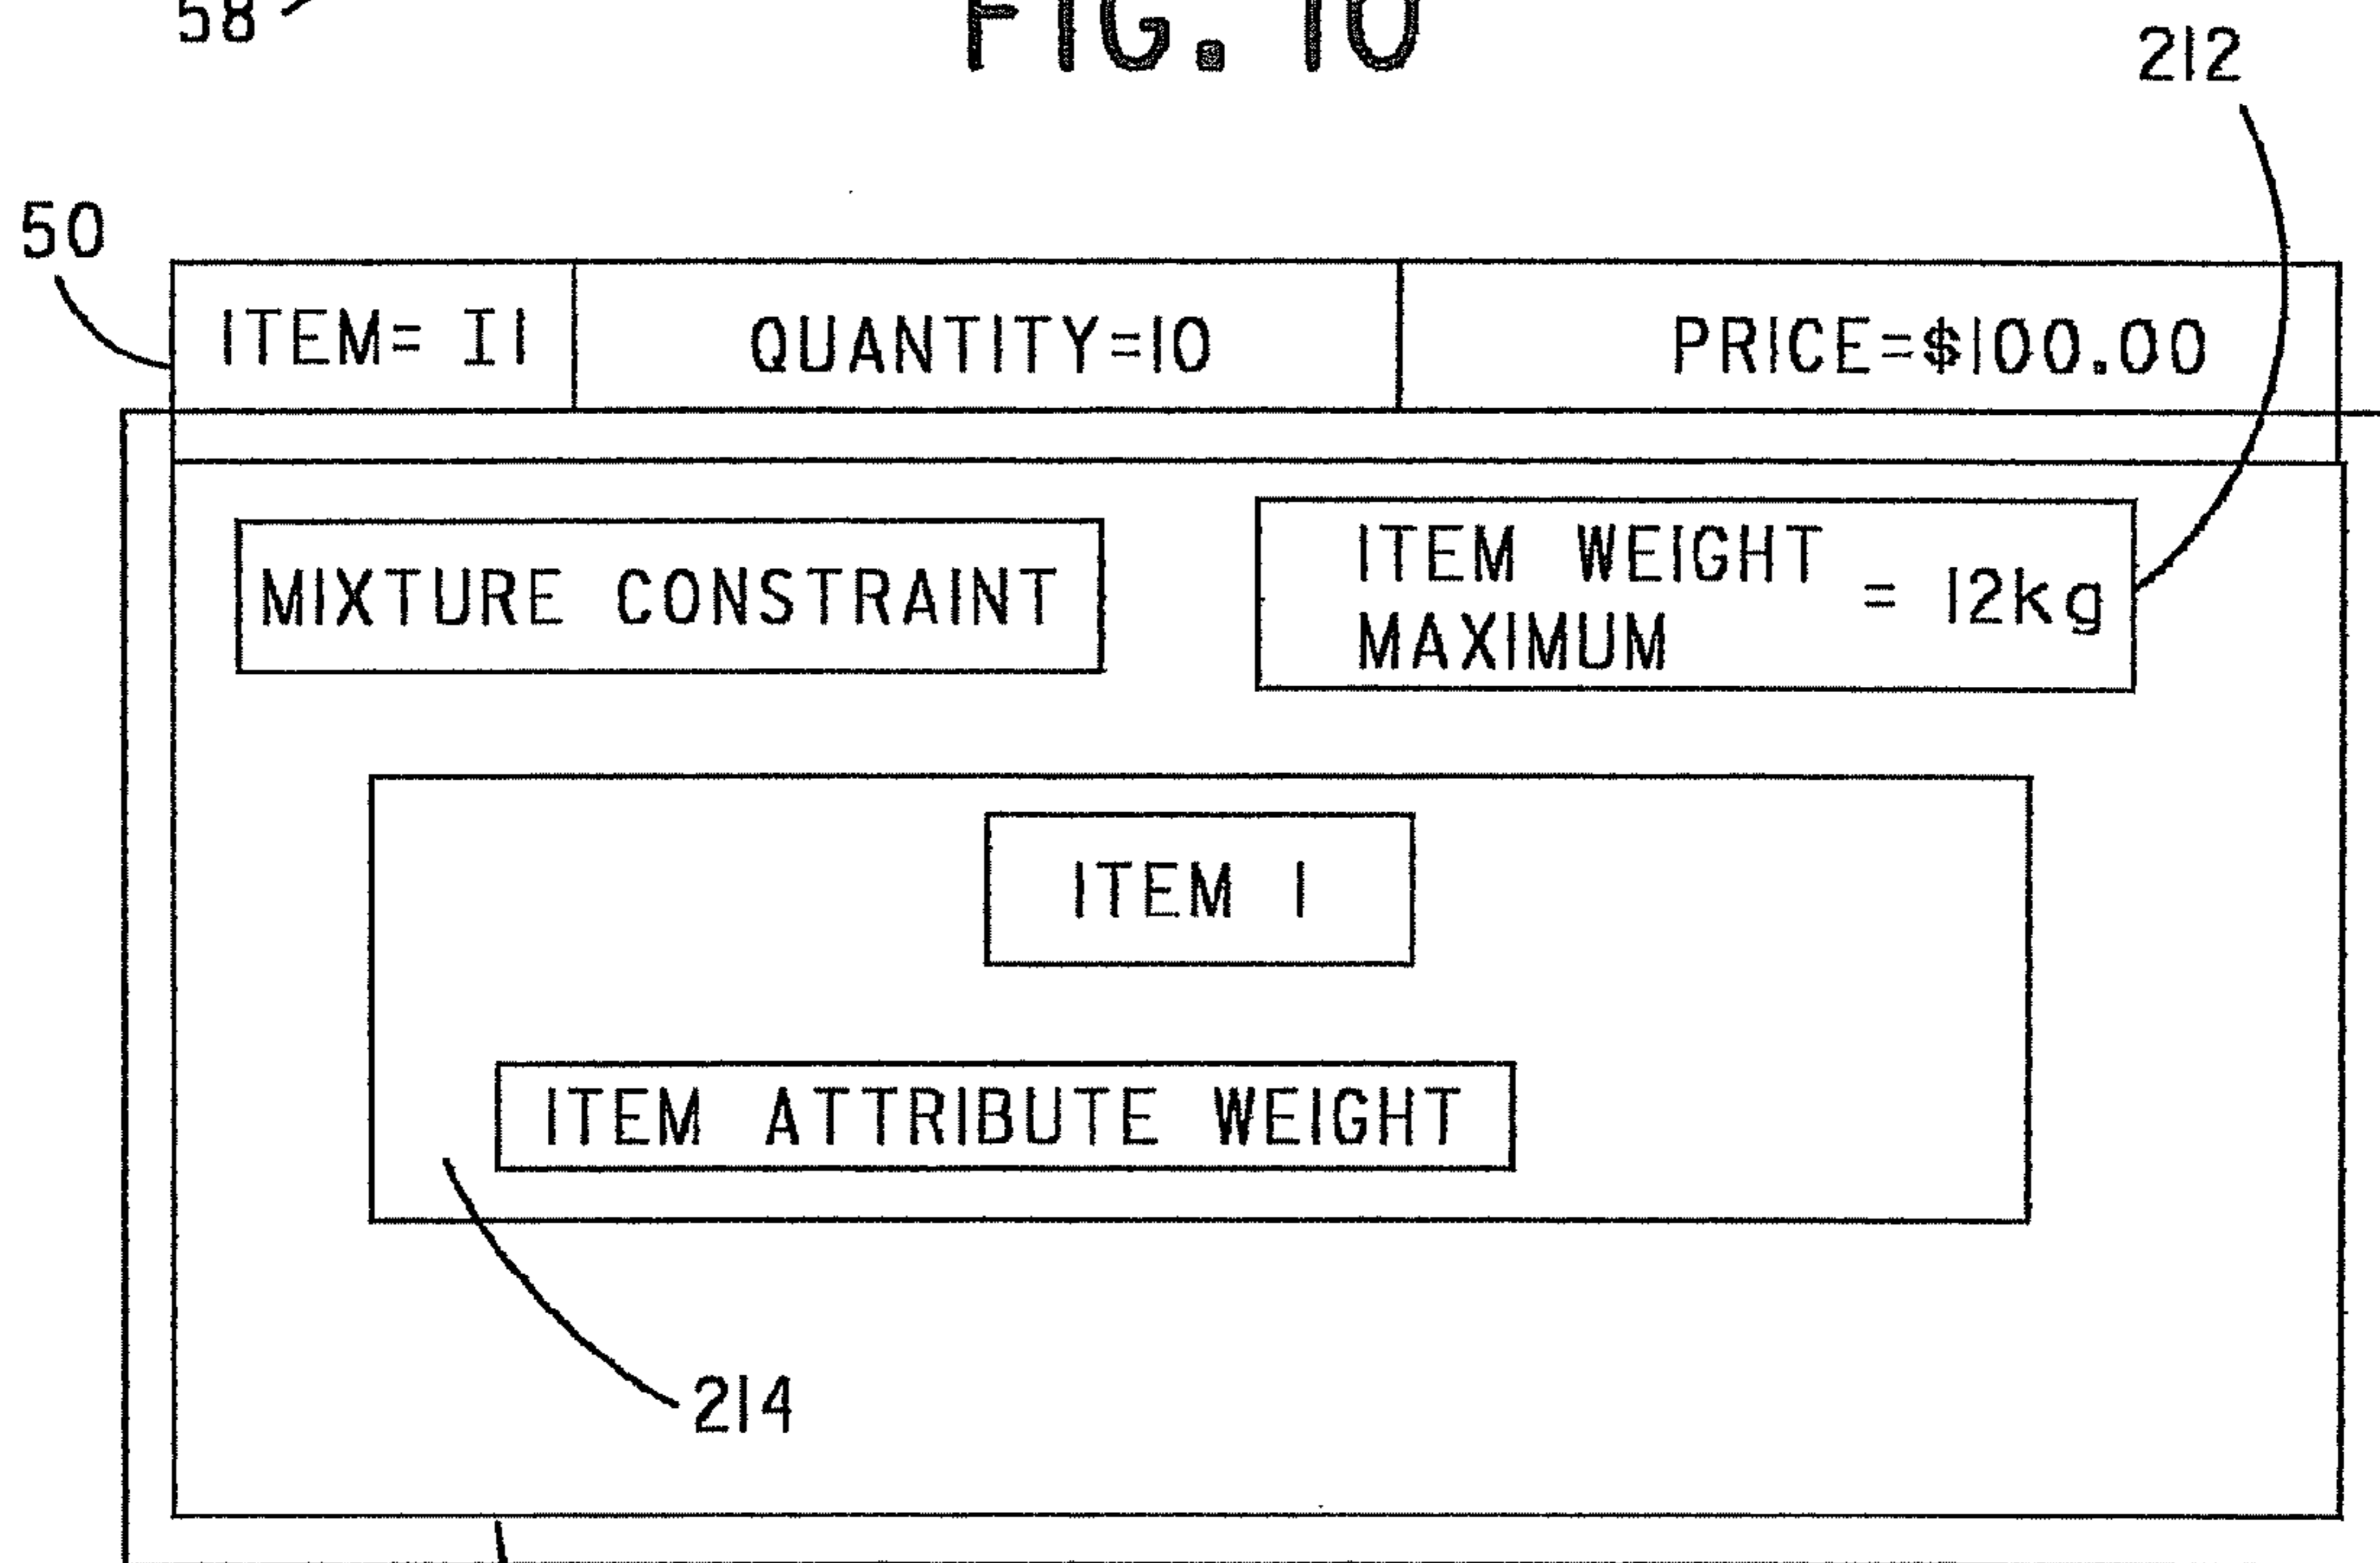 58
FIG. 10
212
50
ITEM= I1
QUANTITY=10
PRICE=$100.00
MIXTURE CONSTRAINT
ITEM WEIGHT
MAXIMUM
= 12kg
ITEM 1
ITEM ATTRIBUTE WEIGHT
214